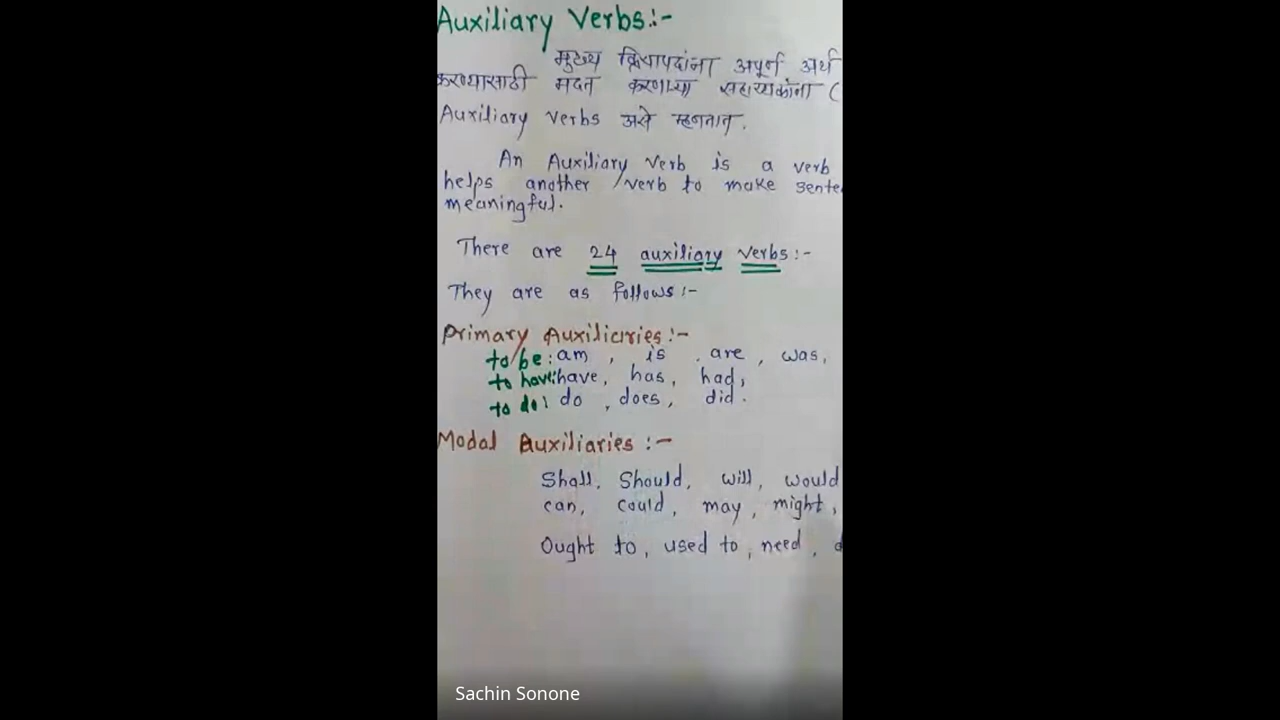 Auxiliary Verbs:-
मुख्य क्रियापदांना अपूर्ण अर्थ
करण्यासाठी मदत करणाऱ्या सहाय्यकांना (
Auxiliary verbs असे म्हणतात.
An Auxiliary verb is a verb
helps another verb to make sente
meaningful.
There are 24 auxiliary verbs:-
They are as follows:-
Primary Auxiliaries:-
to be: am, is, are, was,
to have: have, has, had,
to do: do, does, did.
Modal Auxiliaries:-
Shall, Should, will, would
can, could, may, might,
Ought to, used to, need, d
Sachin Sonone